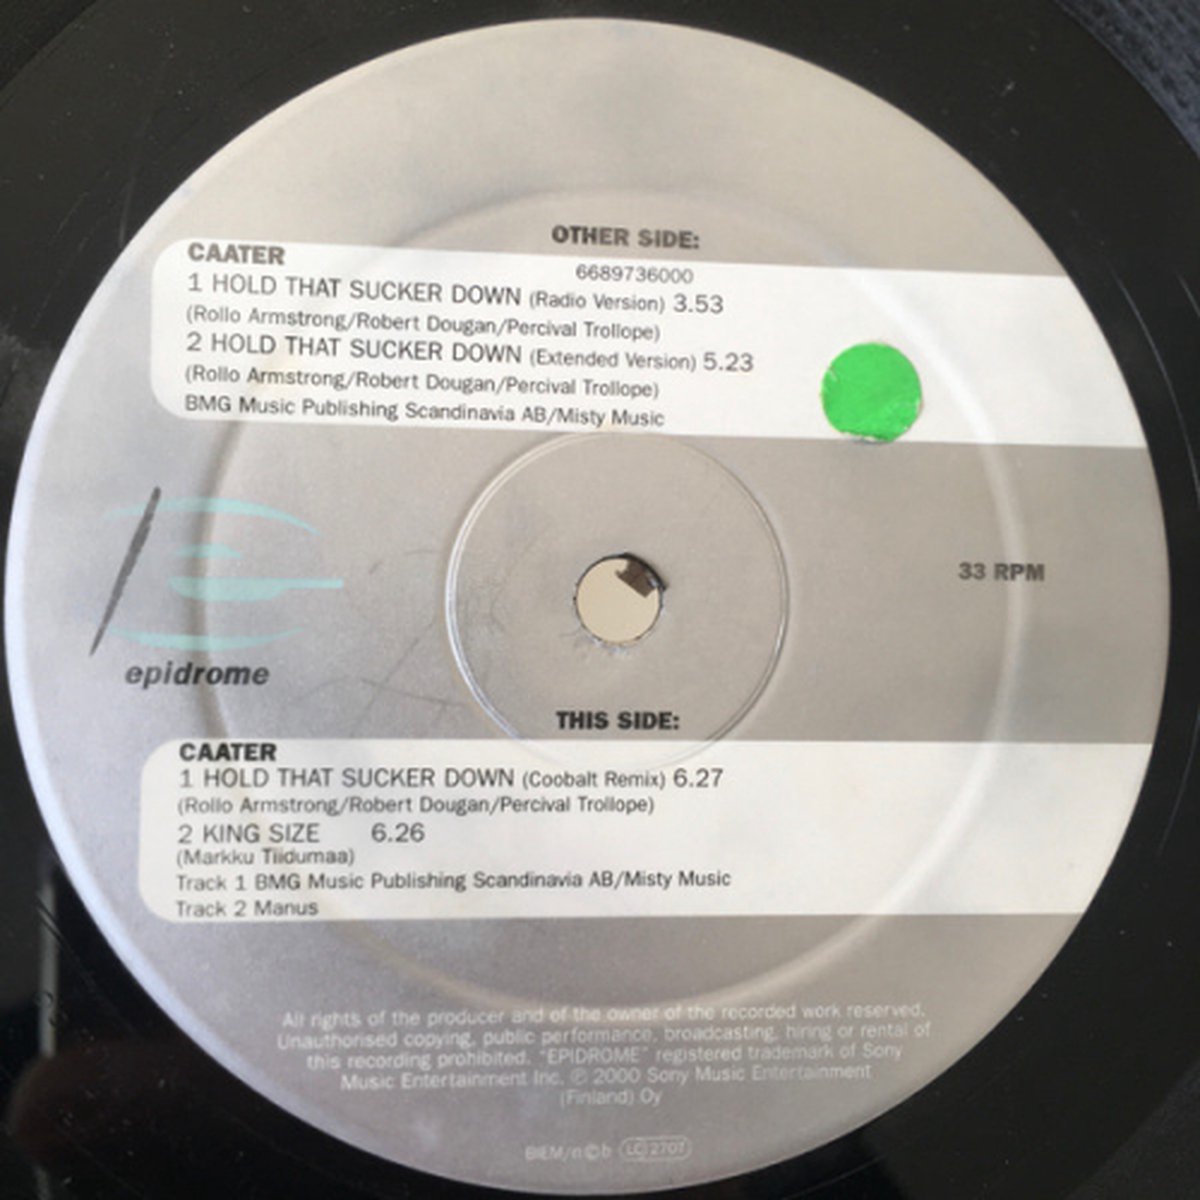 OTHER SIDE:
CAATER
6689736000
1 HOLD THAT SUCKER DOWN (Radio Version) 3.53
(Rollo Armstrong/Robert Dougan/Percival Trollope)
2 HOLD THAT SUCKER DOWN (Extended Version) 5.23
(Rollo Armstrong/Robert Dougan/Percival Trollope)
BMG Music Publishing Scandinavia AB/Misty Music
33 RPM
epidrome
THIS SIDE:
CAATER
1 HOLD THAT SUCKER DOWN (Coobalt Remix) 6.27
(Rollo Armstrong/Robert Dougan/Percival Trollope)
2 KING SIZE 6.26
(Markku Tiidumaa)
Track 1 BMG Music Publishing Scandinavia AB/Misty Music
Track 2 Manus
All rights of the producer and of the owner of the recorded work reserved.
Unauthorised copying, public performance, broadcasting, hiring or rental of
this recording prohibited. "EPIDROME" registered trademark of Sony
Music Entertainment Inc. ℗ 2000 Sony Music Entertainment
(Finland) Oy
BIEM/n©b LC 2707